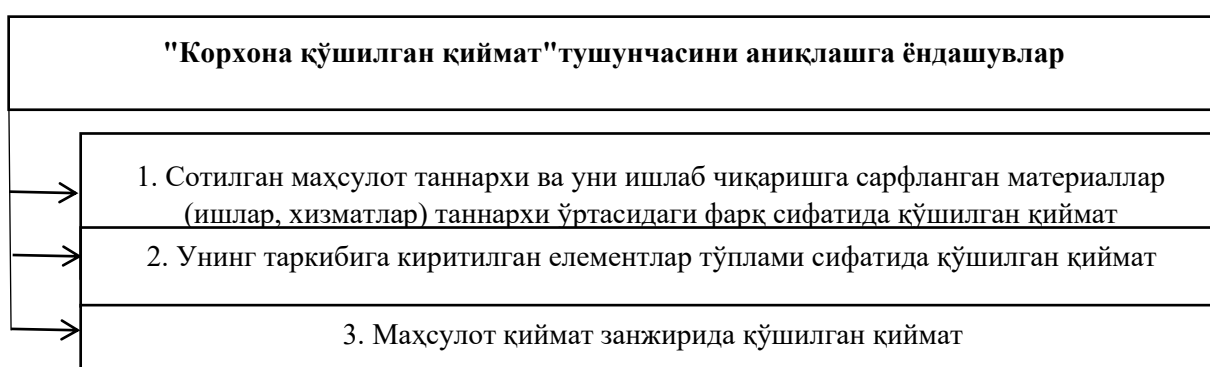 "Корхона қўшилган қиймат"тушунчасини аниқлашга ёндашувлар
1. Сотилган маҳсулот таннархи ва уни ишлаб чиқаришга сарфланган материаллар
(ишлар, хизматлар) таннархи ўртасидаги фарқ сифатида қўшилган қиймат
2. Унинг таркибига киритилган елементлар тўплами сифатида қўшилган қиймат
3. Маҳсулот қиймат занжирида қўшилган қиймат